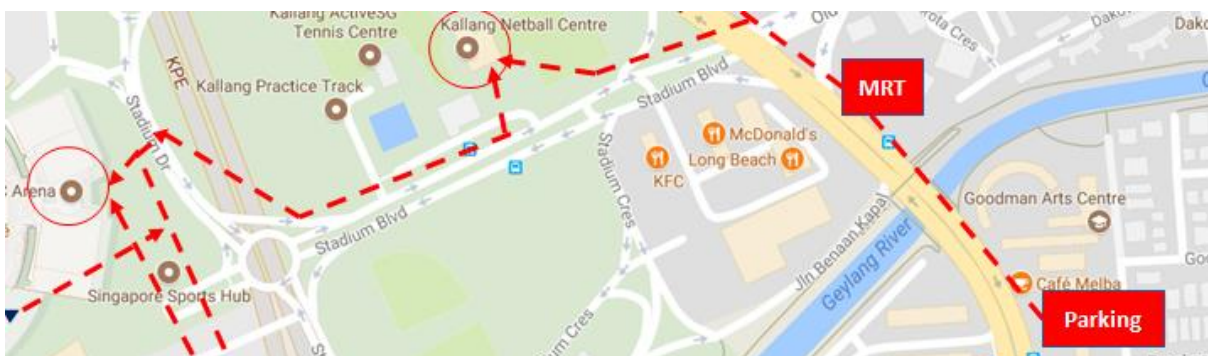 Kallang ActiveSG
Tennis Centre
Kallang Netball Centre
Old
Dakota Cres
KPE
Kallang Practice Track
Stadium Blvd
MRT
Stadium Dr
McDonald's
Long Beach
KFC
Stadium Cres
Arena
Goodman Arts Centre
Stadium Blvd
Jln Benaan Kapal
Geylang River
Singapore Sports Hub
Café Melba
Parking